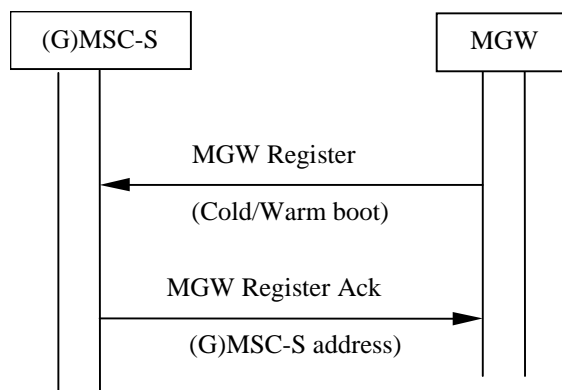 (G)MSC-S
MGW
MGW Register
(Cold/Warm boot)
MGW Register Ack
(G)MSC-S address)